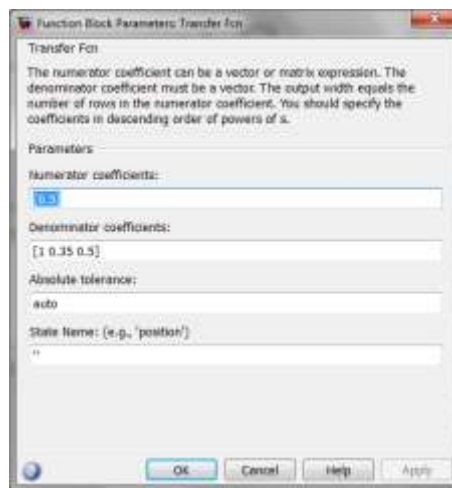 Function Block Parameters: Transfer Fcn
Transfer Fcn
The numerator coefficient can be a vector or matrix expression. The
denominator coefficient must be a vector. The output width equals the
number of rows in the numerator coefficient. You should specify the
coefficients in descending order of powers of s.
Parameters
Numerator coefficients:
[0.5]
Denominator coefficients:
[1 0.35 0.5]
Absolute tolerance:
auto
State Name: (e.g., 'position')
''
OK Cancel Help Apply